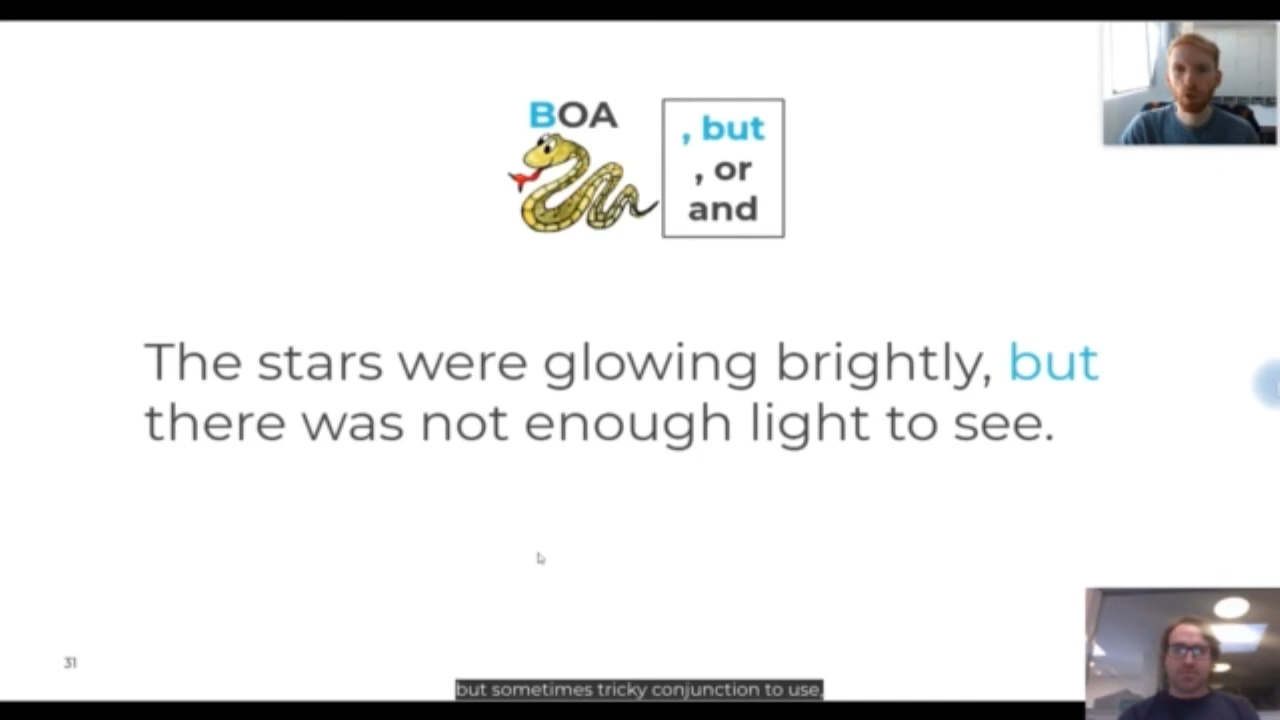 BOA
, but
, or
and
The stars were glowing brightly, but
there was not enough light to see.
31
but sometimes tricky conjunction to use,